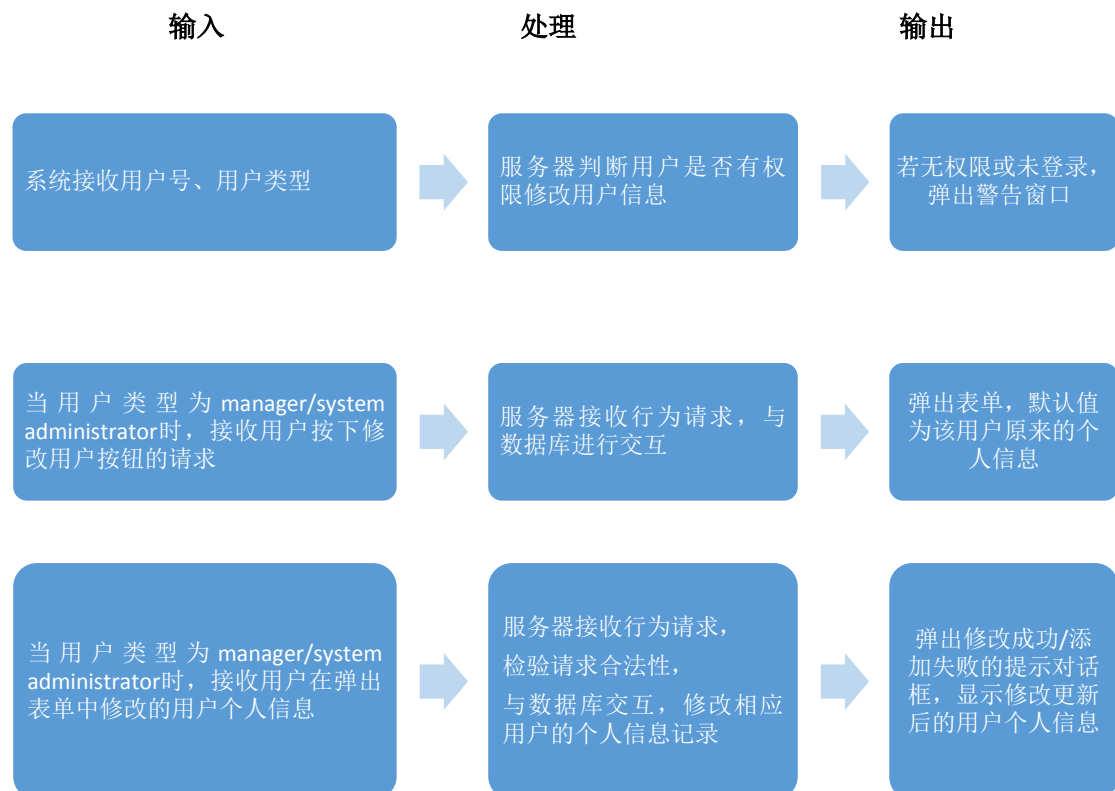 输入
处理
输出
系统接收用户号、用户类型
服务器判断用户是否有权
限修改用户信息
若无权限或未登录，
弹出警告窗口
当用户类型为manager/system
administrator时，接收用户按下修
改用户按钮的请求
服务器接收行为请求，与
数据库进行交互
弹出表单，默认值
为该用户原来的个
人信息
当用户类型为manager/system
administrator时，接收用户在弹出
表单中修改的用户个人信息
服务器接收行为请求，
检验请求合法性，
与数据库交互，修改相应
用户的个人信息记录
弹出修改成功/添
加失败的提示对话
框，显示修改更新
后的用户个人信息